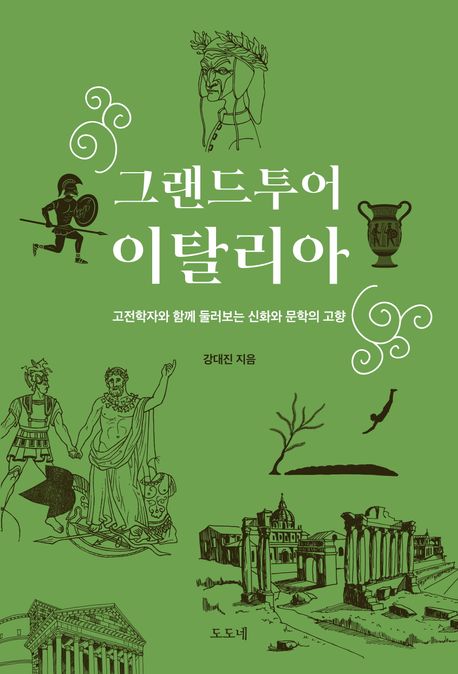 그랜드투어
이탈리아
고전학자와 함께 둘러보는 신화와 문학의 고향
강대진 지음
도도네